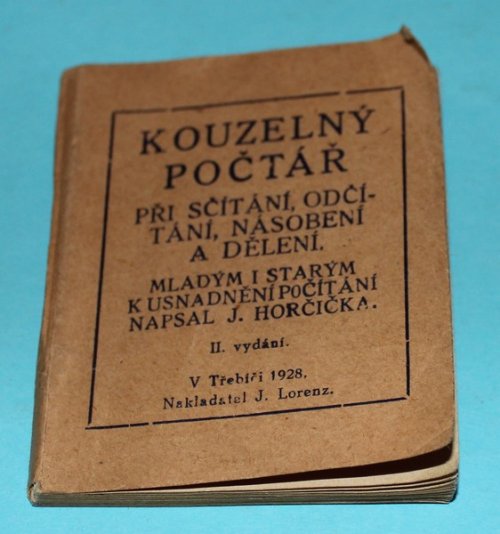 KOUZELNÝ
POČTÁŘ
PŘI SČÍTÁNÍ, ODČÍ-
TÁNÍ, NÁSOBENÍ
A DĚLENÍ.
MLADÝM I STARÝM
K USNADNĚNÍ POČÍTÁNÍ
NAPSAL J. HORČIČKA.
II. vydání.
V Třebíči 1928.
Nakladatel J. Lorenz.